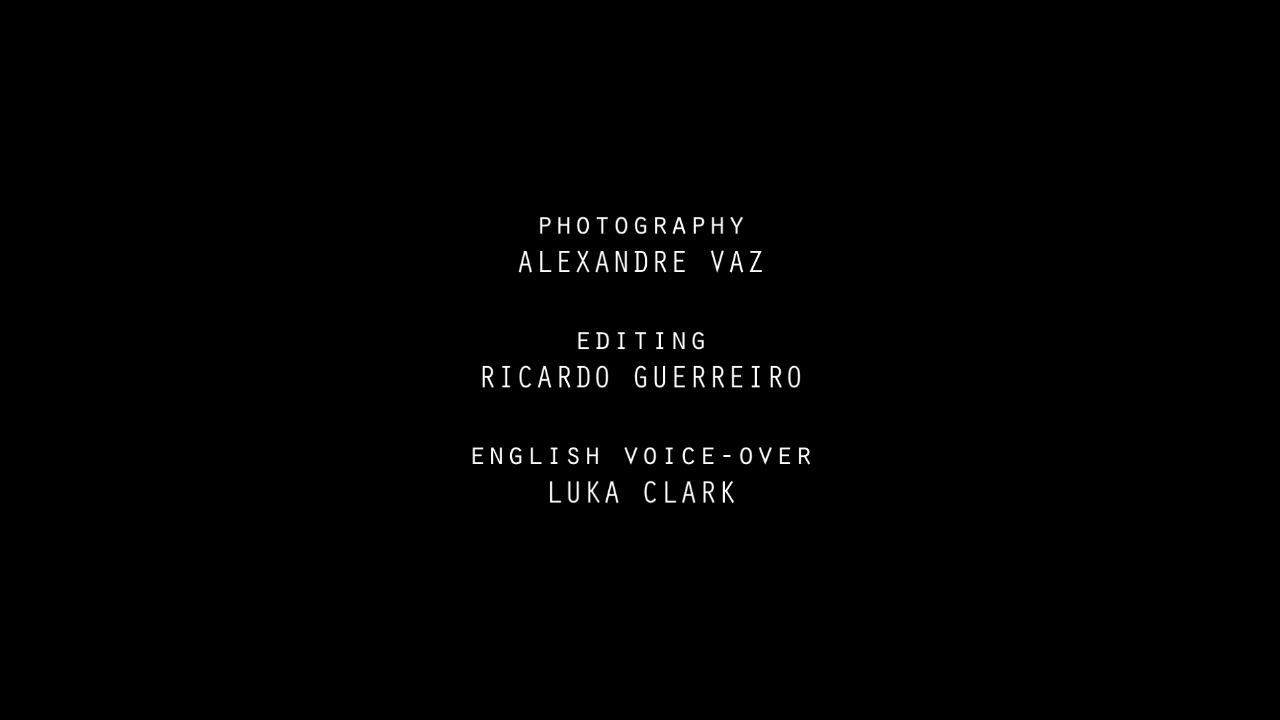 PHOTOGRAPHY
ALEXANDRE VAZ
EDITING
RICARDO GUERREIRO
ENGLISH VOICE-OVER
LUKA CLARK